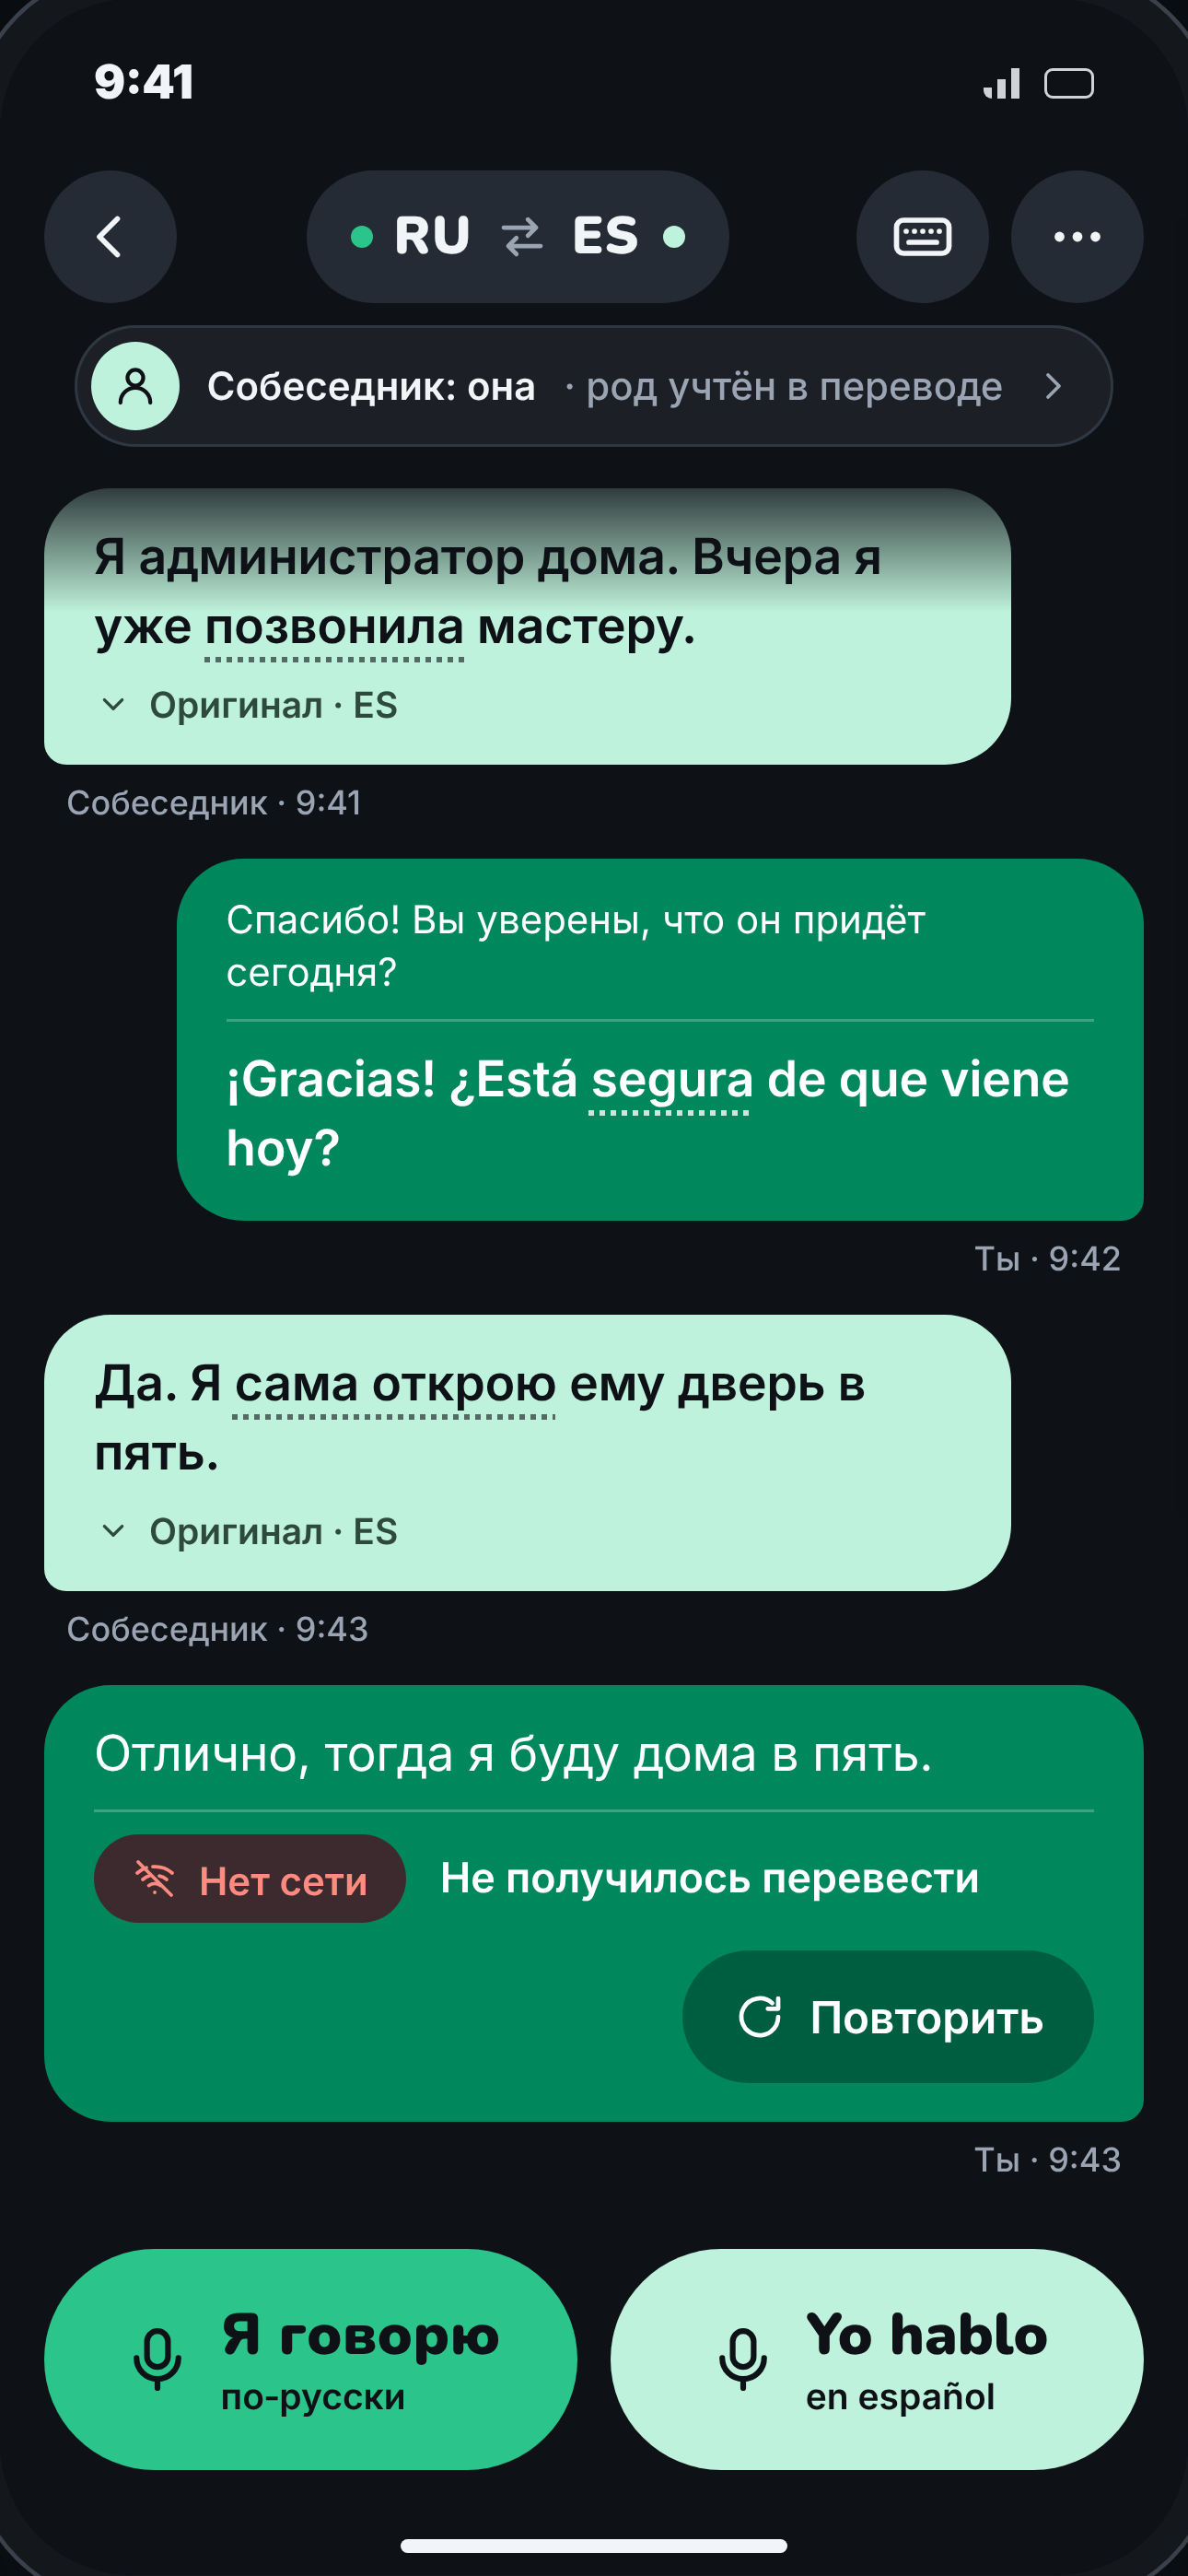 9:41
RU ES
Собеседник: она · род учтён в переводе
Я администратор дома. Вчера я
уже позвонила мастеру.
Оригинал · ES
Собеседник · 9:41
Спасибо! Вы уверены, что он придёт
сегодня?
¡Gracias! ¿Está segura de que viene
hoy?
Ты · 9:42
Да. Я сама открою ему дверь в
пять.
Оригинал · ES
Собеседник · 9:43
Отлично, тогда я буду дома в пять.
Нет сети Не получилось перевести
Повторить
Ты · 9:43
Я говорю
по-русски
Yo hablo
en español